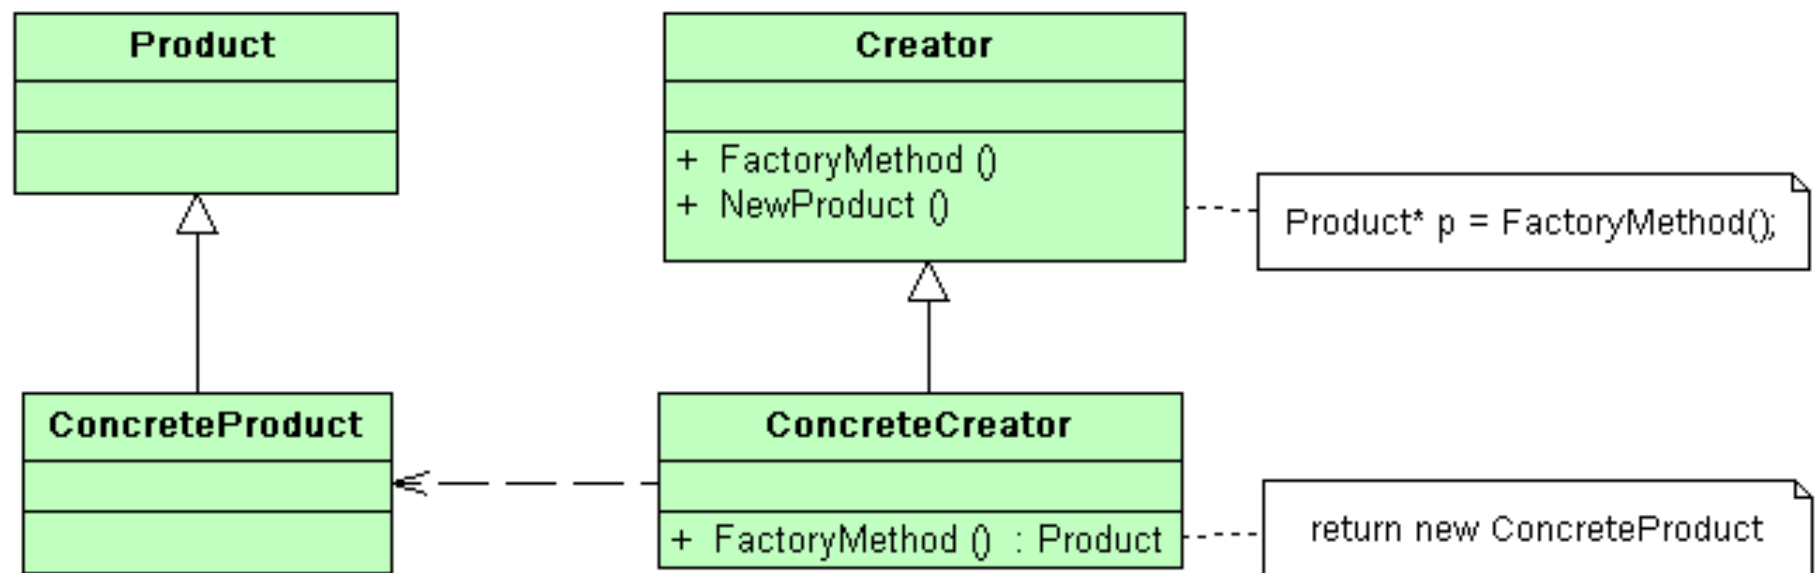 Product
Creator
+ FactoryMethod ()
+ NewProduct ()
Product* p = FactoryMethod();
ConcreteProduct
ConcreteCreator
+ FactoryMethod () : Product
return new ConcreteProduct